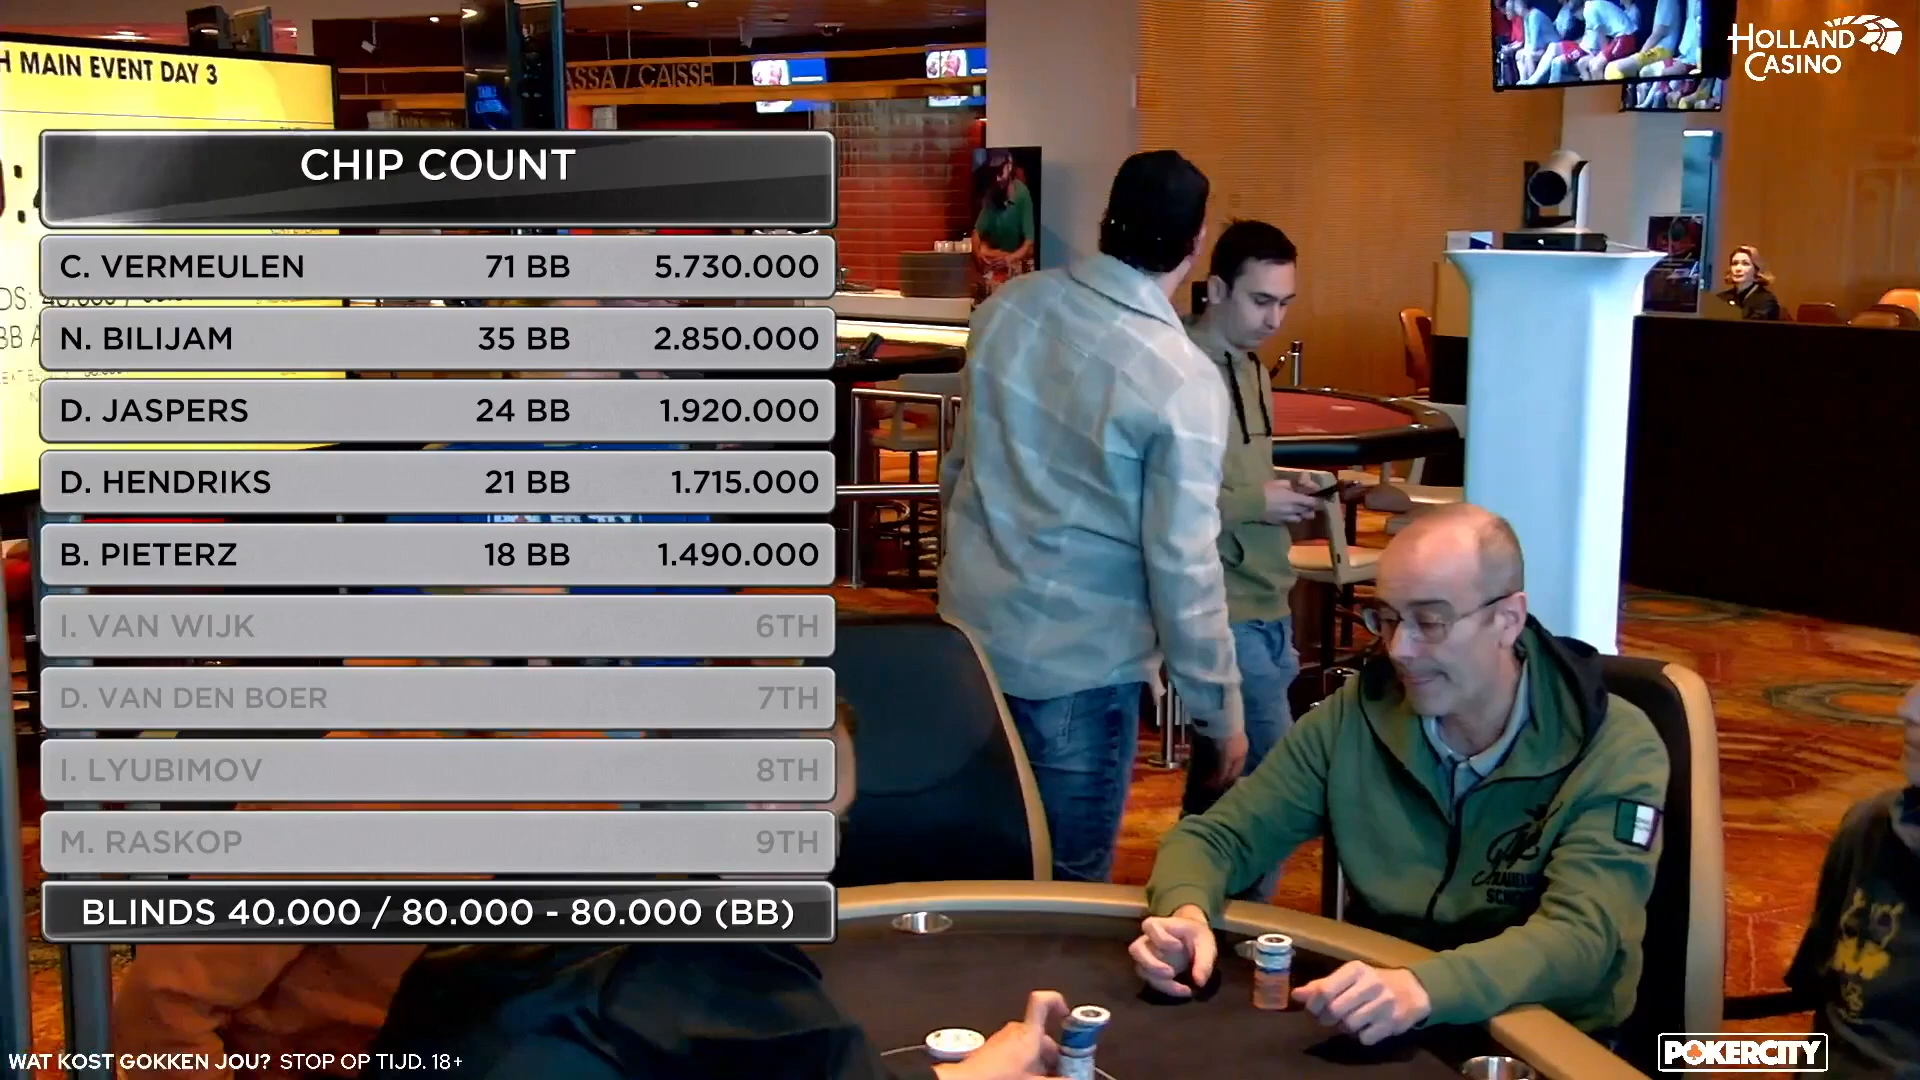 H MAIN EVENT DAY 3
ASSA / CAISSE
HOLLAND
CASINO
CHIP COUNT
C. VERMEULEN 71 BB 5.730.000
N. BILIJAM 35 BB 2.850.000
D. JASPERS 24 BB 1.920.000
D. HENDRIKS 21 BB 1.715.000
B. PIETERZ 18 BB 1.490.000
I. VAN WIJK 6TH
D. VAN DEN BOER 7TH
I. LYUBIMOV 8TH
M. RASKOP 9TH
BLINDS 40.000 / 80.000 - 80.000 (BB)
WAT KOST GOKKEN JOU? STOP OP TIJD. 18+
POKERCITY